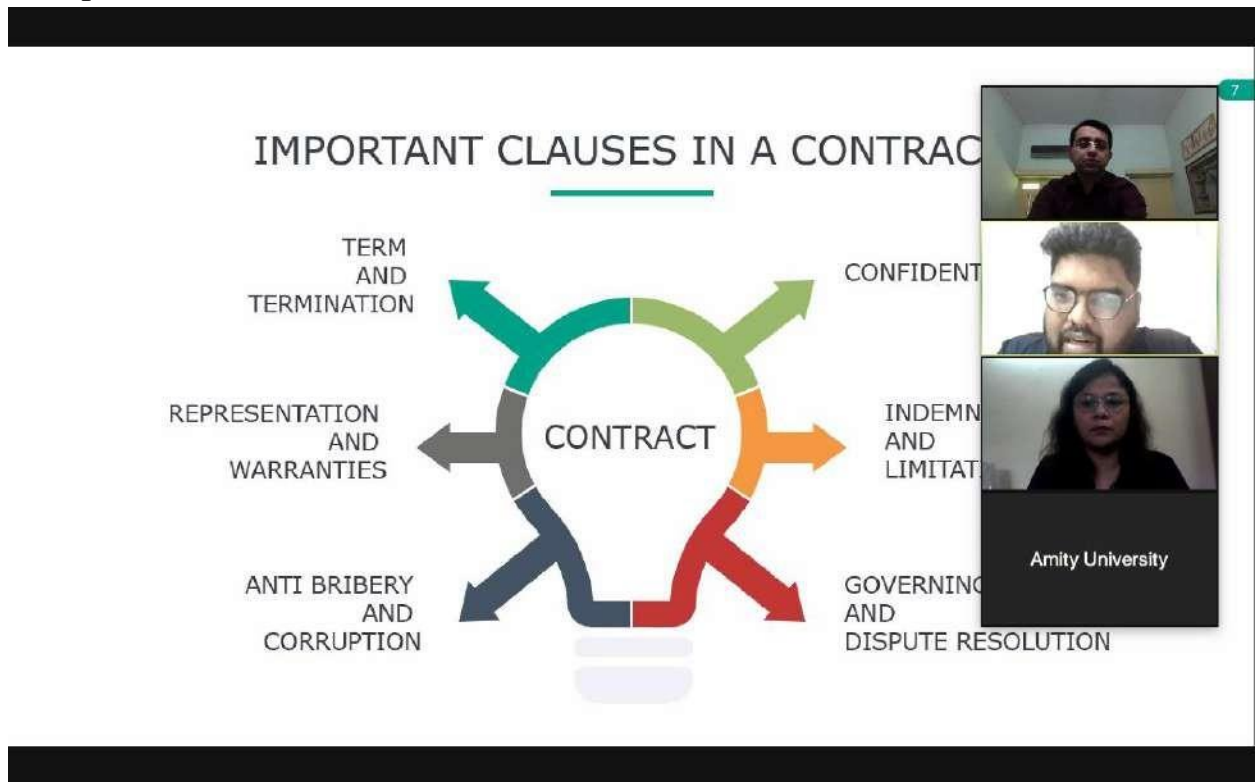 7
IMPORTANT CLAUSES IN A CONTRAC
TERM
AND
TERMINATION
CONFIDENT
REPRESENTATION
AND
WARRANTIES
CONTRACT
INDEMN
AND
LIMITAT
ANTI BRIBERY
AND
CORRUPTION
GOVERNING
AND
DISPUTE RESOLUTION
Amity University